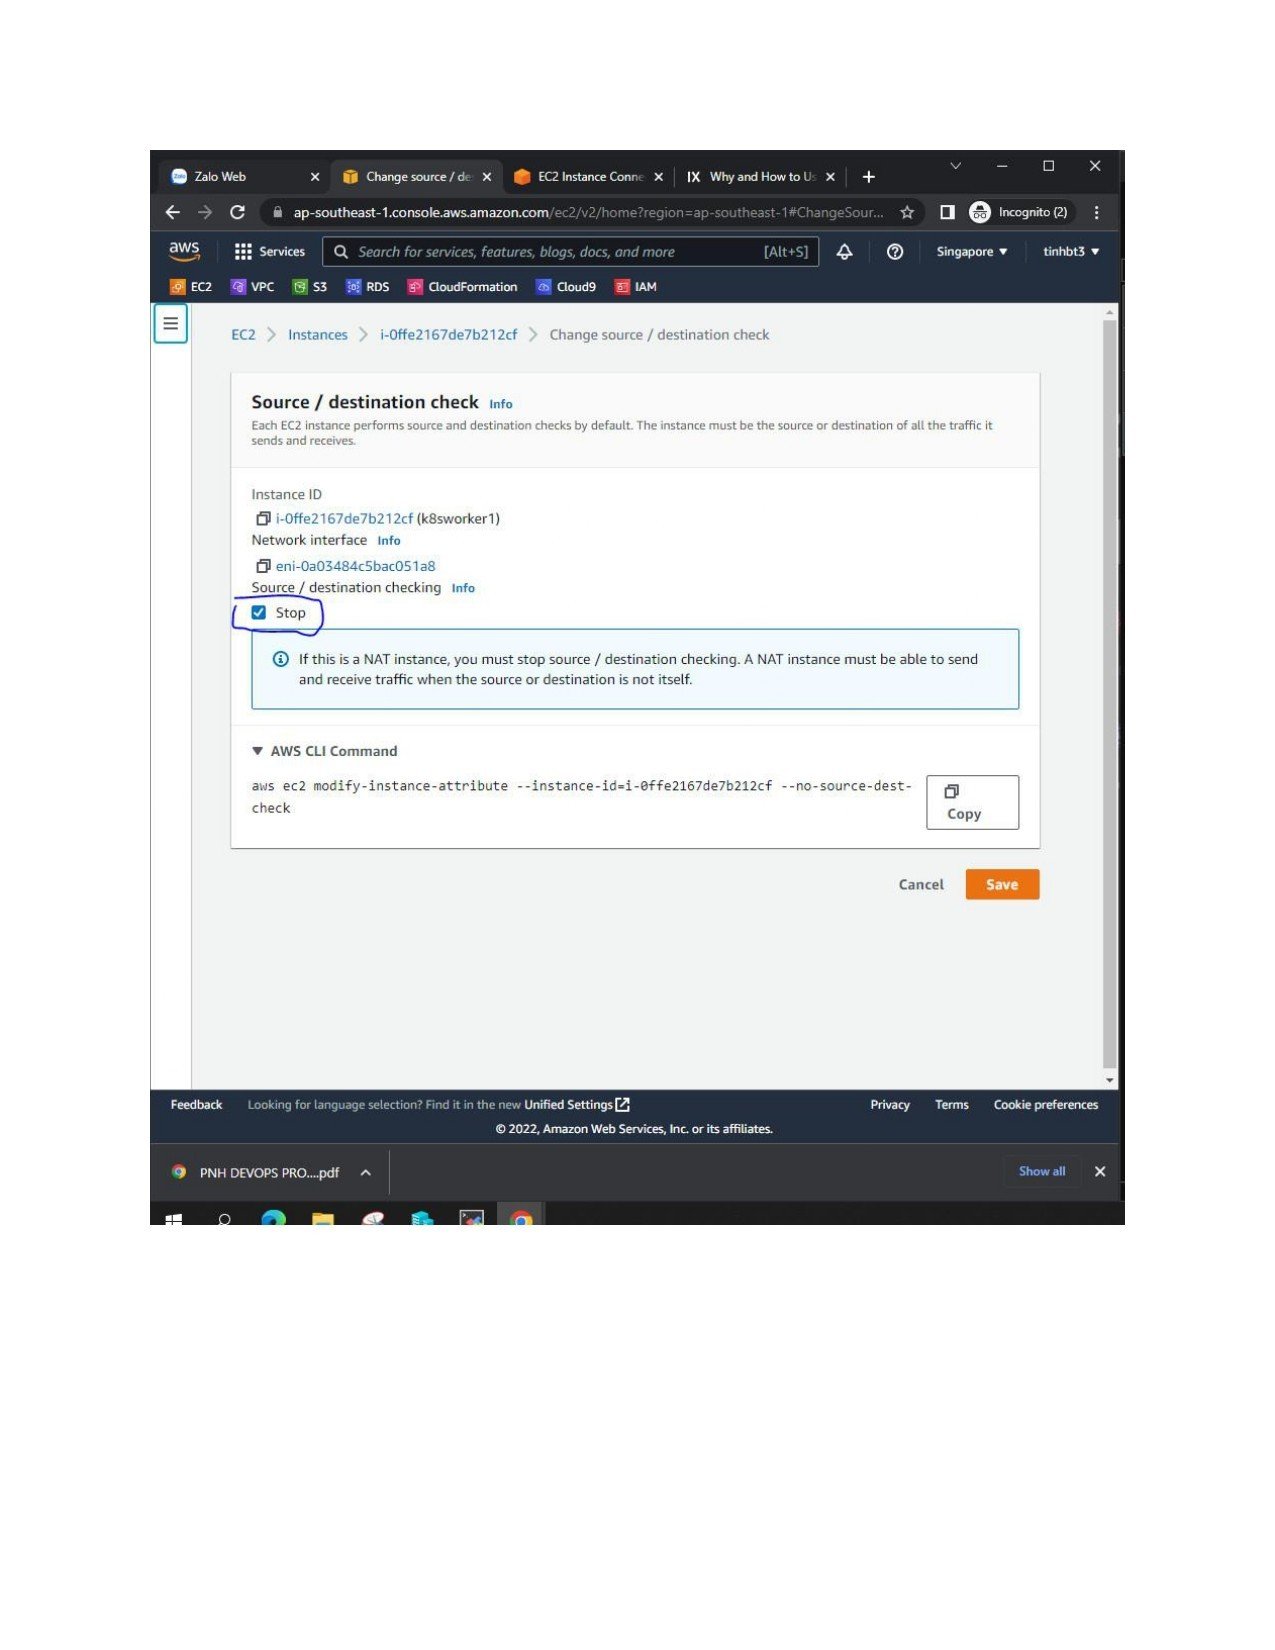 Zalo Web
Change source / de
EC2 Instance Conne
IX Why and How to Us
ap-southeast-1.console.aws.amazon.com/ec2/v2/home?region=ap-southeast-1#ChangeSour...
Incognito (2)
aws
Services
Search for services, features, blogs, docs, and more
[Alt+S]
Singapore
tinhbt3
EC2
VPC
S3
RDS
CloudFormation
Cloud9
IAM
EC2 > Instances > i-0ffe2167de7b212cf > Change source / destination check
Source / destination check Info
Each EC2 instance performs source and destination checks by default. The instance must be the source or destination of all the traffic it
sends and receives.
Instance ID
i-0ffe2167de7b212cf (k8sworker1)
Network interface Info
eni-0a03484c5bac051a8
Source / destination checking Info
Stop
If this is a NAT instance, you must stop source / destination checking. A NAT instance must be able to send
and receive traffic when the source or destination is not itself.
AWS CLI Command
aws ec2 modify-instance-attribute --instance-id=i-0ffe2167de7b212cf --no-source-dest-
check
Copy
Cancel
Save
Feedback
Looking for language selection? Find it in the new Unified Settings
Privacy
Terms
Cookie preferences
© 2022, Amazon Web Services, Inc. or its affiliates.
PNH DEVOPS PRO....pdf
Show all